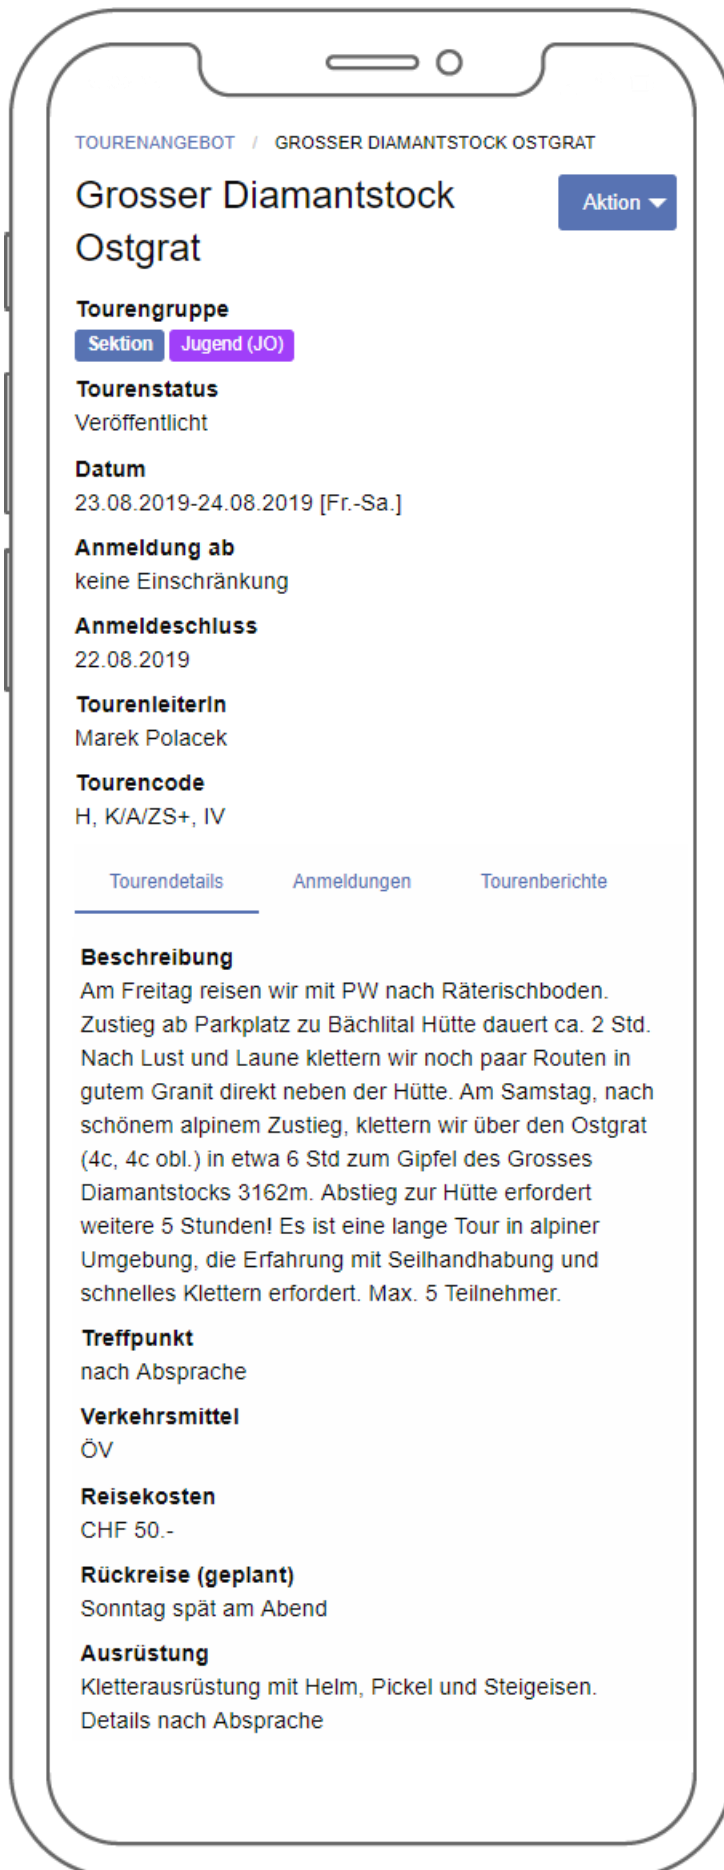 TOURENANGEBOT / GROSSER DIAMANTSTOCK OSTGRAT
Grosser Diamantstock
Ostgrat
Aktion
Tourengruppe
Sektion Jugend (JO)
Tourenstatus
Veröffentlicht
Datum
23.08.2019-24.08.2019 [Fr.-Sa.]
Anmeldung ab
keine Einschränkung
Anmeldeschluss
22.08.2019
TourenleiterIn
Marek Polacek
Tourencode
H, K/A/ZS+, IV
Tourendetails Anmeldungen Tourenberichte
Beschreibung
Am Freitag reisen wir mit PW nach Räterischboden.
Zustieg ab Parkplatz zu Bächlital Hütte dauert ca. 2 Std.
Nach Lust und Laune klettern wir noch paar Routen in
gutem Granit direkt neben der Hütte. Am Samstag, nach
schönem alpinem Zustieg, klettern wir über den Ostgrat
(4c, 4c obl.) in etwa 6 Std zum Gipfel des Grosses
Diamantstocks 3162m. Abstieg zur Hütte erfordert
weitere 5 Stunden! Es ist eine lange Tour in alpiner
Umgebung, die Erfahrung mit Seilhandhabung und
schnelles Klettern erfordert. Max. 5 Teilnehmer.
Treffpunkt
nach Absprache
Verkehrsmittel
ÖV
Reisekosten
CHF 50.-
Rückreise (geplant)
Sonntag spät am Abend
Ausrüstung
Kletterausrüstung mit Helm, Pickel und Steigeisen.
Details nach Absprache